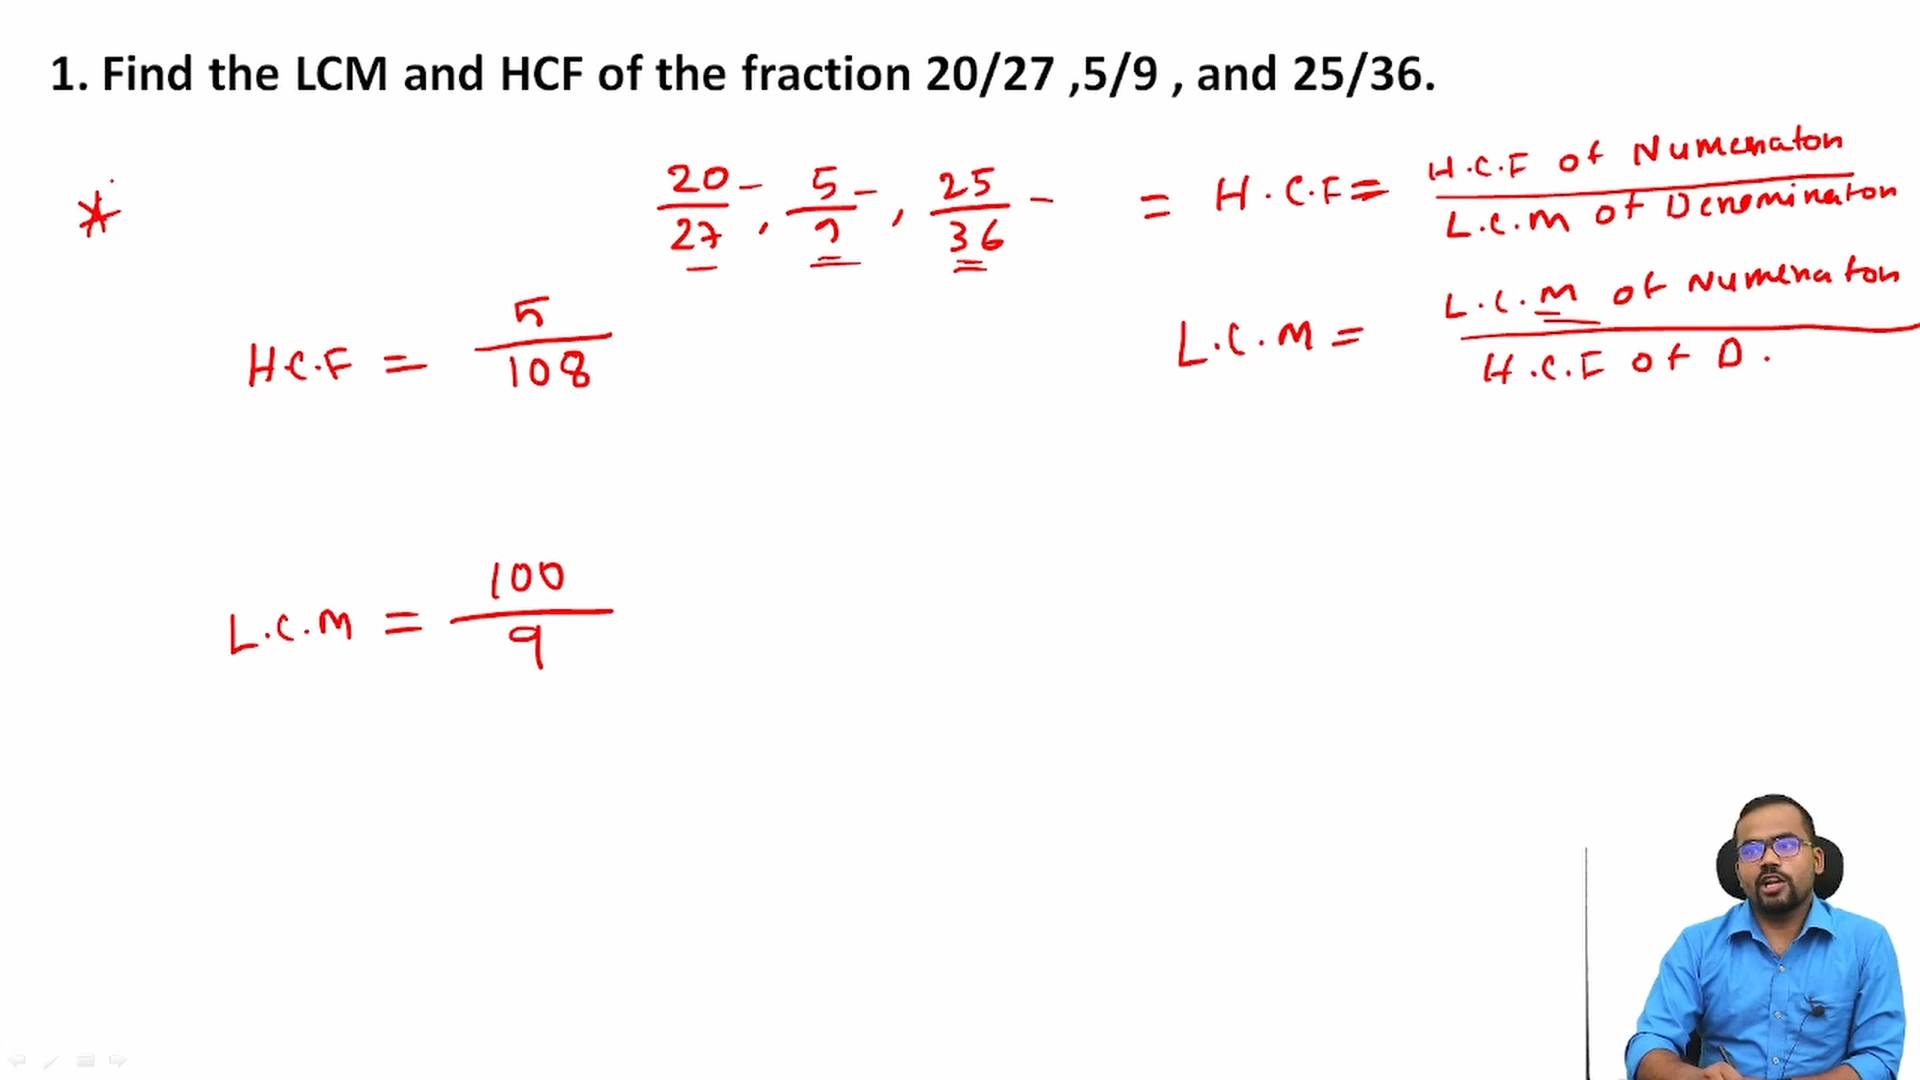 1. Find the LCM and HCF of the fraction 20/27 ,5/9 , and 25/36.
* 20/27 , 5/9 , 25/36 = H.C.F = H.C.F of Numerator / L.C.M of Denominator
H.C.F = 5/108
L.C.M = L.C.M of Numerator / H.C.F of D.
L.C.M = 100/9